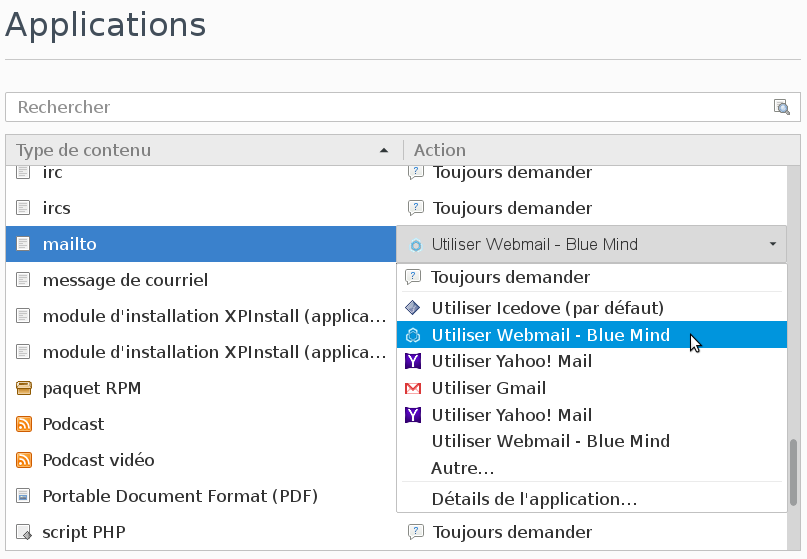 Applications
Rechercher
Type de contenu Action
irc Toujours demander
ircs Toujours demander
mailto Utiliser Webmail - Blue Mind
message de courriel Toujours demander
module d'installation XPInstall (applica... Utiliser Icedove (par défaut)
Utiliser Webmail - Blue Mind
module d'installation XPInstall (applica... Utiliser Yahoo! Mail
paquet RPM Utiliser Gmail
Podcast Utiliser Yahoo! Mail
Utiliser Webmail - Blue Mind
Podcast vidéo Autre...
Portable Document Format (PDF) Détails de l'application...
script PHP Toujours demander